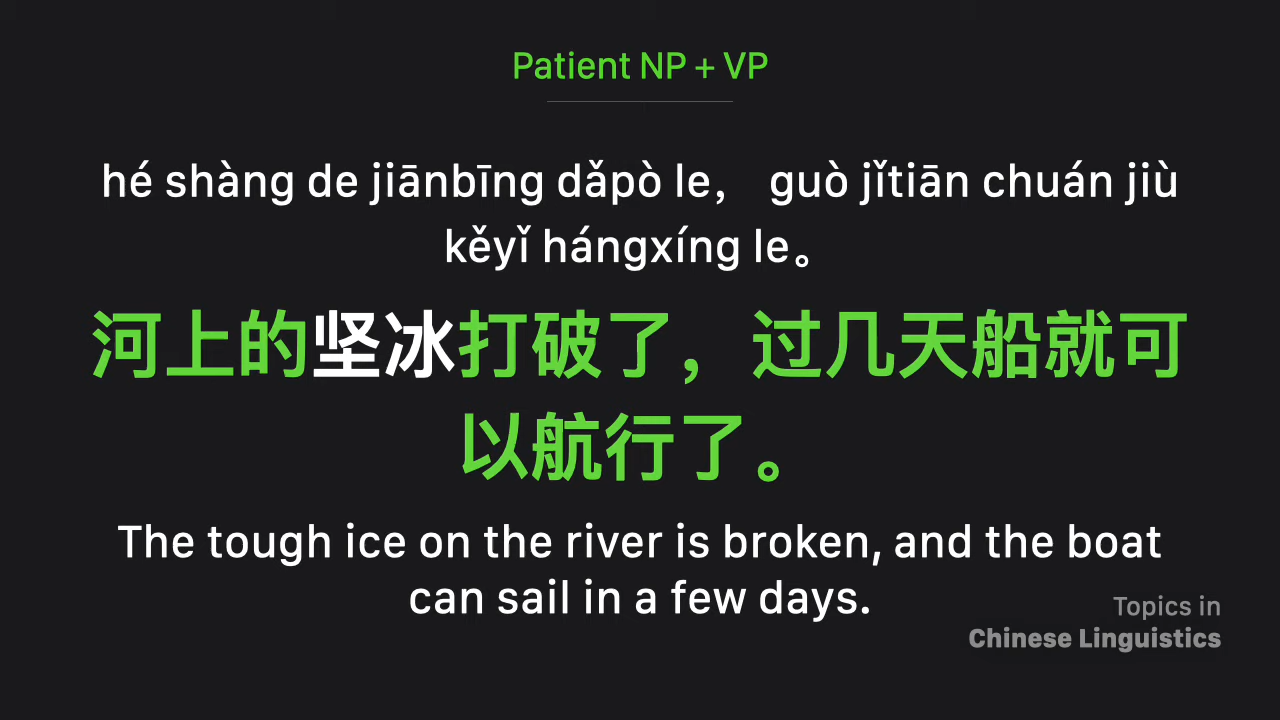 Patient NP + VP
hé shàng de jiānbīng dǎpò le， guò jǐtiān chuán jiù
kěyǐ hángxíng le。
河上的坚冰打破了，过几天船就可
以航行了。
The tough ice on the river is broken, and the boat
can sail in a few days.
Topics in
Chinese Linguistics